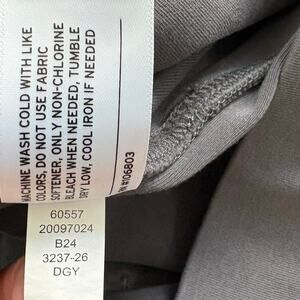 MACHINE WASH COLD WITH LIKE
COLORS, DO NOT USE FABRIC
SOFTENER, ONLY NON-CHLORINE
BLEACH WHEN NEEDED, TUMBLE
DRY LOW, COOL IRON IF NEEDED
#106803
60557
20097024
B24
3237-26
DGY